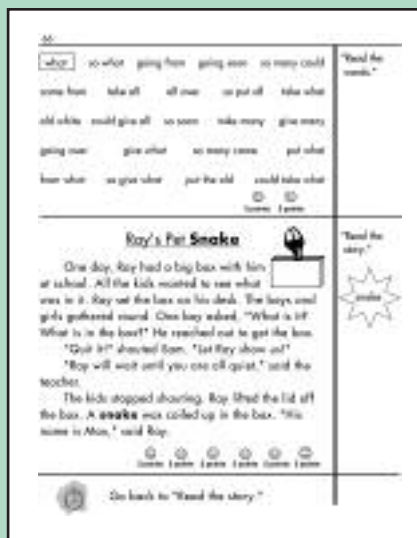 66
what so what going from going soon so many could
come from take all all over so put all take what
old white could give all so soon take many give many
going over give what so many came put what
from what so give what put the old could take what
"Read the words."
Ray's Pet Snake
One day, Ray had a big box with him
at school. All the kids wanted to see what
was in it. Ray set the box on his desk. The boys and
girls gathered round. One boy asked, "What is it?
What is in the box?" He reached out to get the box.
"Quit it!" shouted Sam. "Let Ray show us!"
"Ray will wait until you are all quiet," said the
teacher.
The kids stopped shouting. Ray lifted the lid off
the box. A snake was coiled up in the box. "His
name is Max," said Ray.
"Read the
story."
snake
Go back to "Read the story."